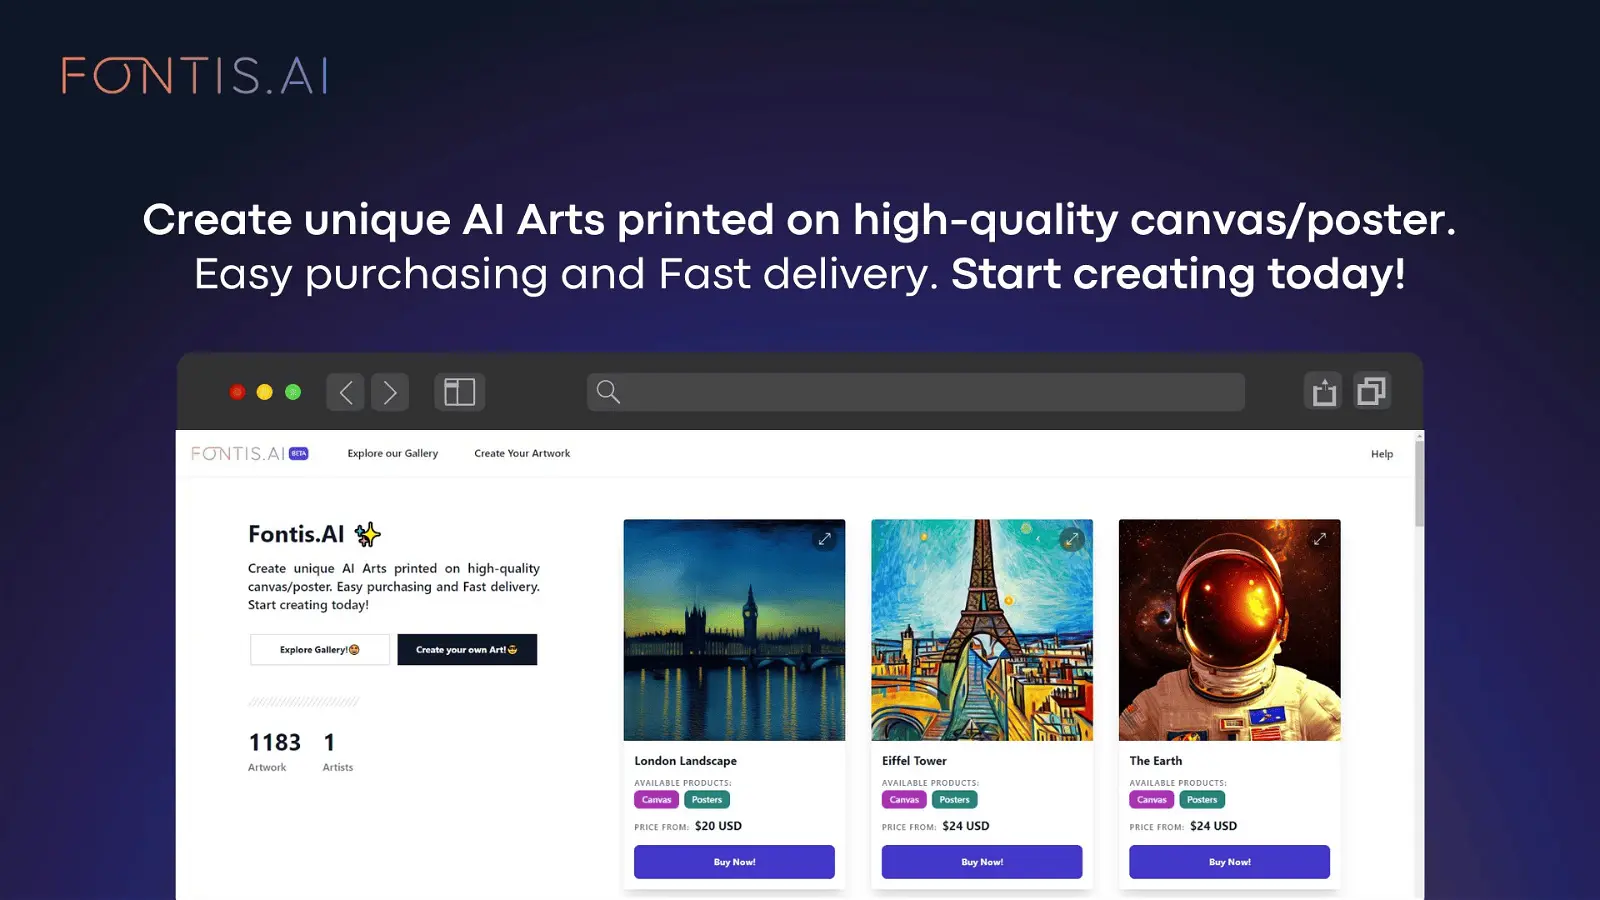 FONTIS.AI
Create unique AI Arts printed on high-quality canvas/poster.
Easy purchasing and Fast delivery. Start creating today!
FONTIS.AI BETA
Explore our Gallery
Create Your Artwork
Help
Fontis.AI ✨
Create unique AI Arts printed on high-quality
canvas/poster. Easy purchasing and Fast delivery.
Start creating today!
Explore Gallery!🤩
Create your own Art!😎
1183
Artwork
1
Artists
London Landscape
AVAILABLE PRODUCTS:
Canvas
Posters
PRICE FROM: $20 USD
Buy Now!
Eiffel Tower
AVAILABLE PRODUCTS:
Canvas
Posters
PRICE FROM: $24 USD
Buy Now!
The Earth
AVAILABLE PRODUCTS:
Canvas
Posters
PRICE FROM: $24 USD
Buy Now!